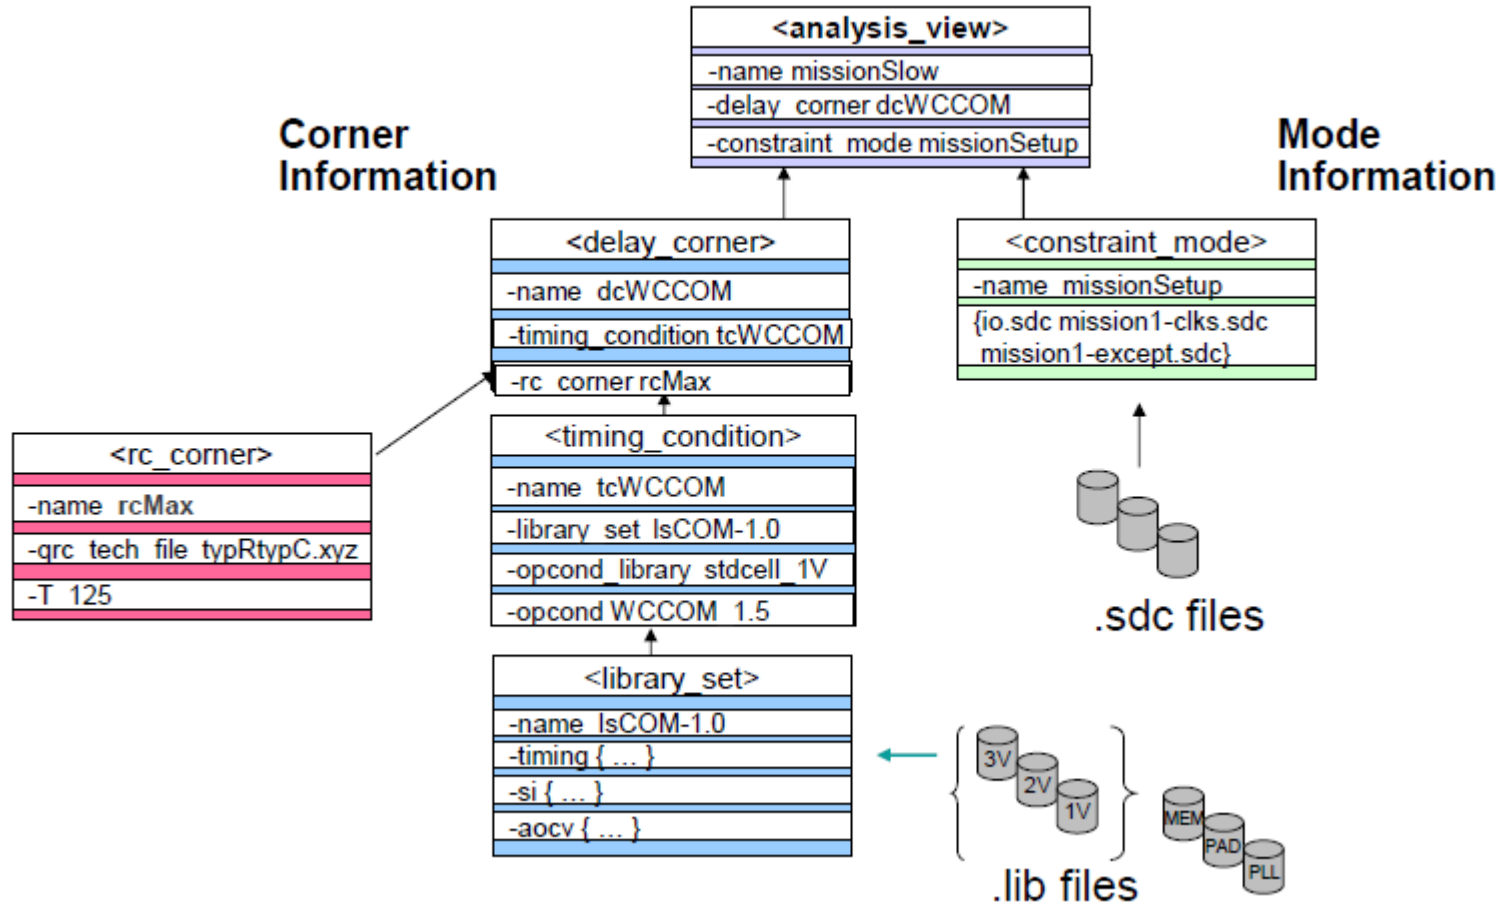 <analysis_view>
-name missionSlow
-delay_corner dcWCCOM
-constraint_mode missionSetup
Corner
Information
Mode
Information
<delay_corner>
-name dcWCCOM
-timing_condition tcWCCOM
-rc_corner rcMax
<constraint_mode>
-name missionSetup
{io.sdc mission1-clks.sdc
mission1-except.sdc}
<rc_corner>
-name rcMax
-qrc_tech_file typRtypC.xyz
-T 125
<timing_condition>
-name tcWCCOM
-library_set lsCOM-1.0
-opcond_library stdcell_1V
-opcond WCCOM_1.5
.sdc files
<library_set>
-name lsCOM-1.0
-timing { ... }
-si { ... }
-aocv { ... }
{
3V
2V
1V
}
MEM
PAD
PLL
.lib files